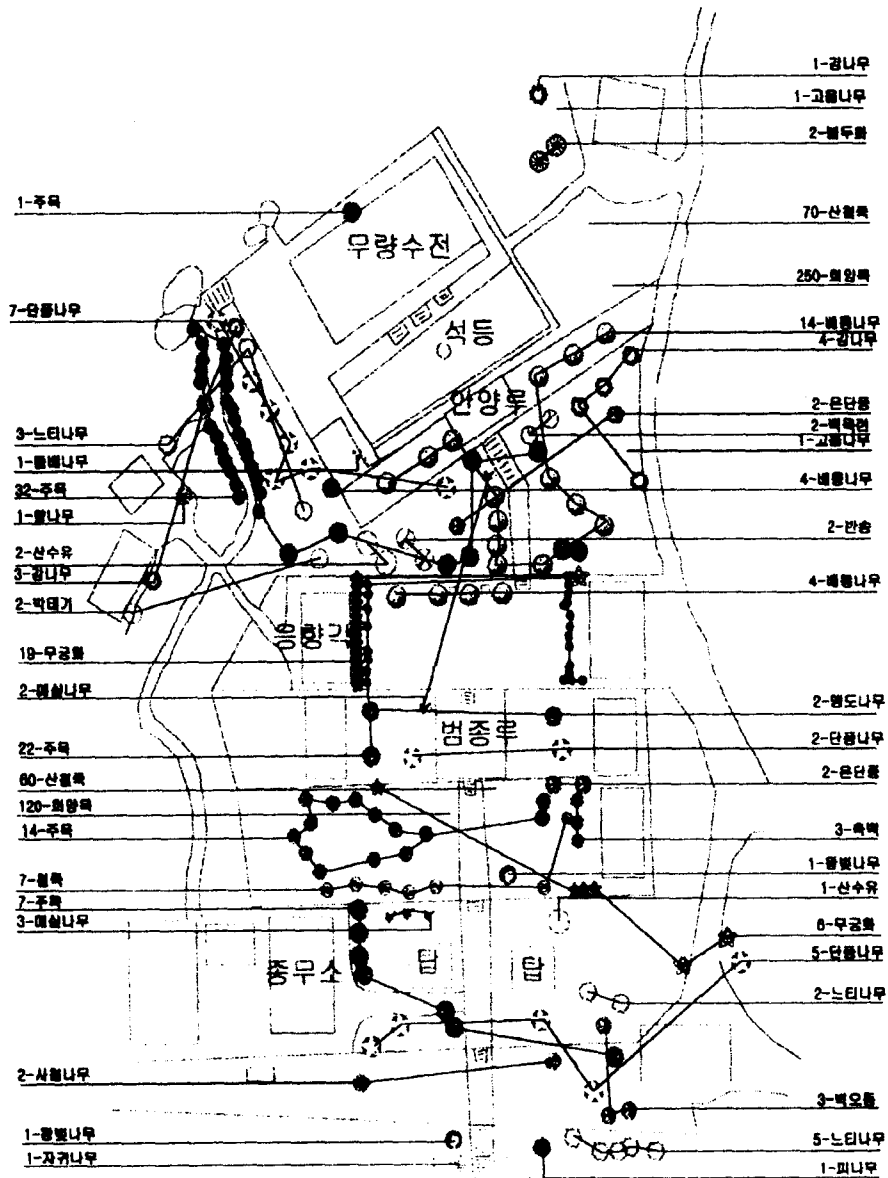 1-감나무
1-고욤나무
2-불두화
1-주목
70-산철쭉
무량수전
250-회양목
7-단풍나무
14-배롱나무
석등
4-감나무
안양루
2-은단풍
2-백목련
3-느티나무
1-고욤나무
1-돌배나무
32-주목
4-배롱나무
1-밤나무
2-반송
2-산수유
3-감나무
4-배롱나무
2-박태기
응향각
19-무궁화
2-매실나무
2-앵도나무
범종루
22-주목
2-단풍나무
60-산철쭉
2-은단풍
120-회양목
14-주목
3-측백
1-왕벚나무
7-철쭉
1-산수유
7-주목
3-매실나무
6-무궁화
5-단풍나무
종무소
탑
탑
2-느티나무
2-사철나무
3-벽오동
1-왕벚나무
5-느티나무
1-자귀나무
1-피나무